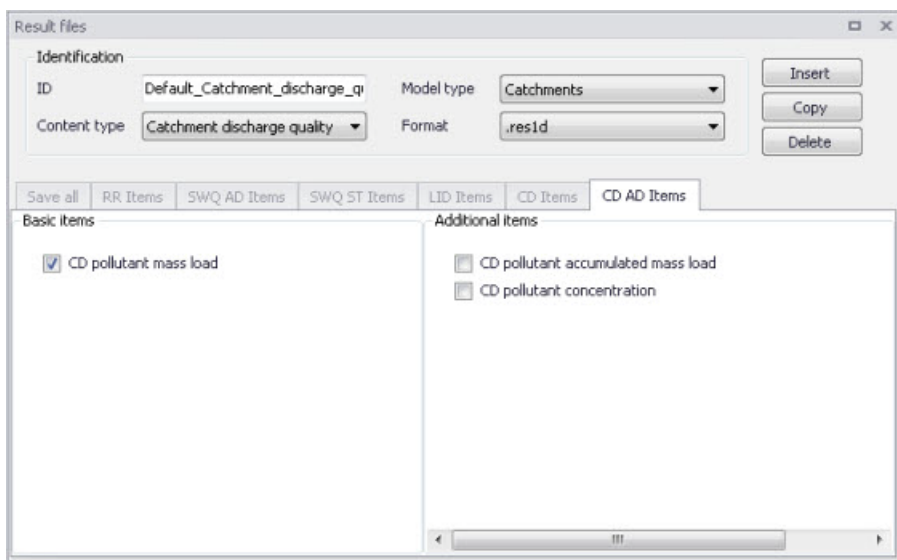 Result files
Identification
ID Default_Catchment_discharge_qu Model type Catchments Insert
Copy
Content type Catchment discharge quality Format .res1d
Delete
Save all RR Items SWQ AD Items SWQ ST Items LID Items CD Items CD AD Items
Basic items Additional items
CD pollutant mass load CD pollutant accumulated mass load
CD pollutant concentration